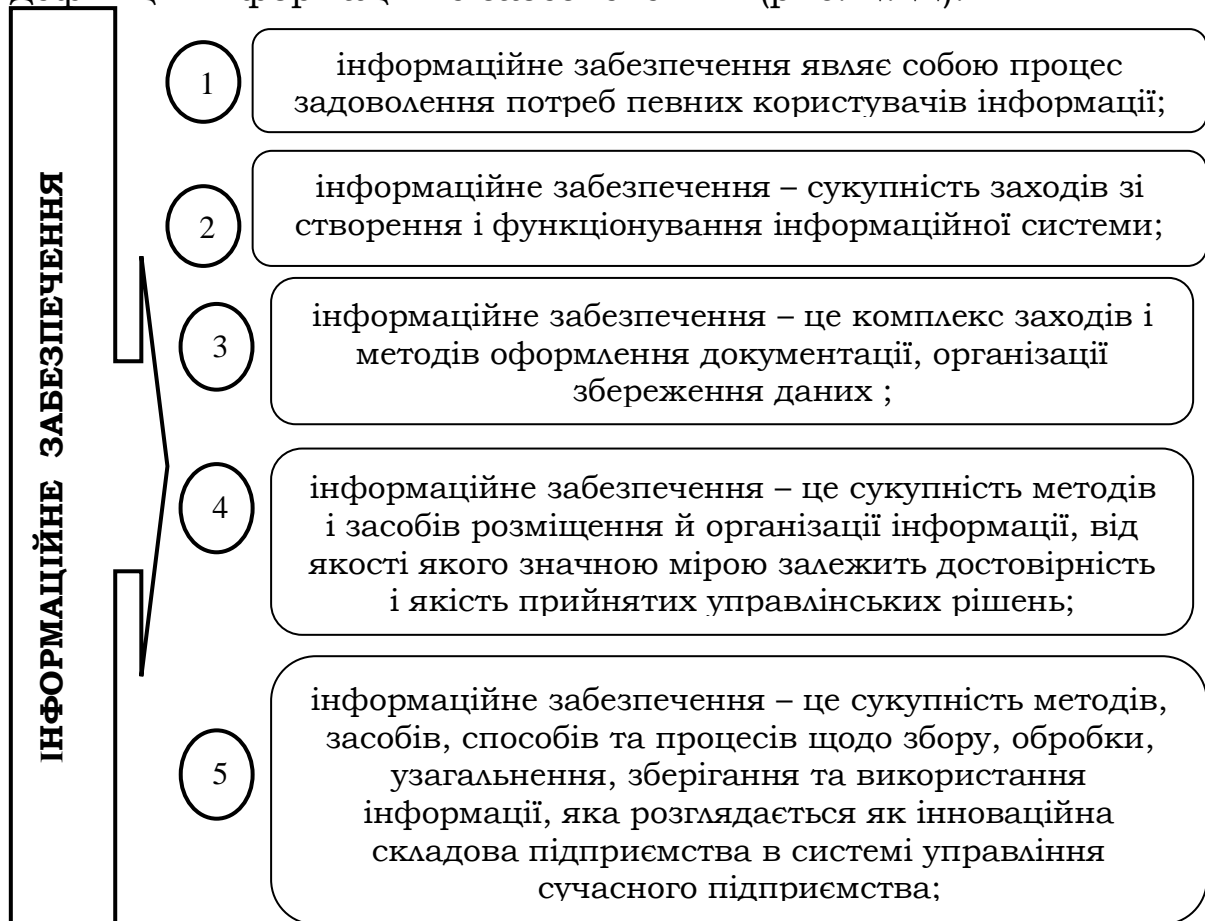 ІНФОРМАЦІЙНЕ ЗАБЕЗПЕЧЕННЯ
1
інформаційне забезпечення являє собою процес
задоволення потреб певних користувачів інформації;
2
інформаційне забезпечення – сукупність заходів зі
створення і функціонування інформаційної системи;
3
інформаційне забезпечення – це комплекс заходів і
методів оформлення документації, організації
збереження даних ;
4
інформаційне забезпечення – це сукупність методів
і засобів розміщення й організації інформації, від
якості якого значною мірою залежить достовірність
і якість прийнятих управлінських рішень;
5
інформаційне забезпечення – це сукупність методів,
засобів, способів та процесів щодо збору, обробки,
узагальнення, зберігання та використання
інформації, яка розглядається як інноваційна
складова підприємства в системі управління
сучасного підприємства;